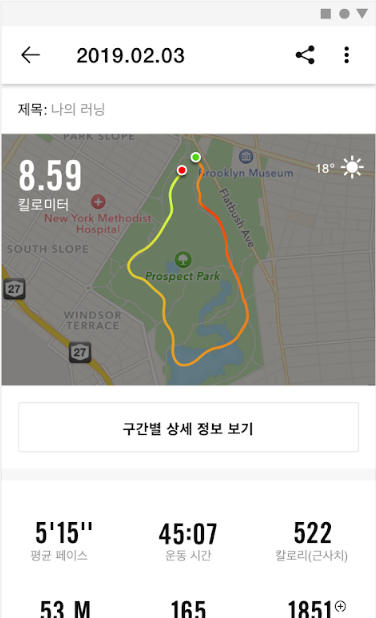 2019.02.03
제목: 나의 러닝
PARK SLOPE
8.59
킬로미터
Brooklyn Museum
18°
New York Methodist
Hospital
Flatbush Ave
SOUTH SLOPE
Prospect Park
27
WINDSOR
TERRACE
27
구간별 상세 정보 보기
5'15'' 45:07 522
평균 페이스 운동 시간 칼로리(근사치)
53 M 165 1851